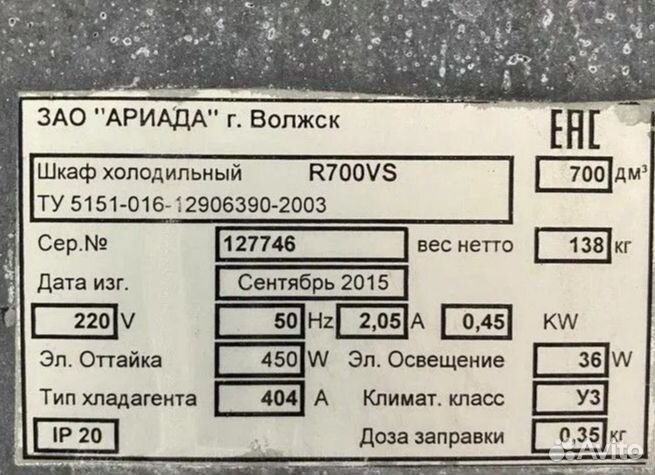 ЗАО "АРИАДА" г. Волжск EAC
Шкаф холодильный R700VS 700 дм³
ТУ 5151-016-12906390-2003
Сер.№ 127746 вес нетто 138 кг
Дата изг. Сентябрь 2015
220 V 50 Hz 2,05 A 0,45 KW
Эл. Оттайка 450 W Эл. Освещение 36 W
Тип хладагента 404 A Климат. класс У3
IP 20 Доза заправки 0,35 кг
Avito